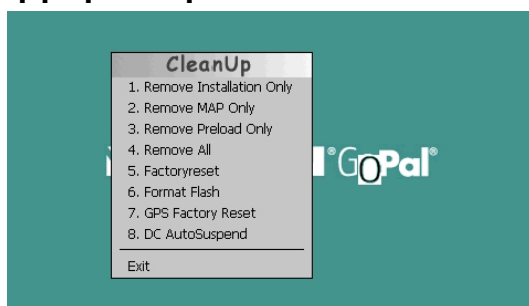 CleanUp
1. Remove Installation Only
2. Remove MAP Only
3. Remove Preload Only
4. Remove All
5. Factoryreset
6. Format Flash
7. GPS Factory Reset
8. DC AutoSuspend
Exit
GoPal®